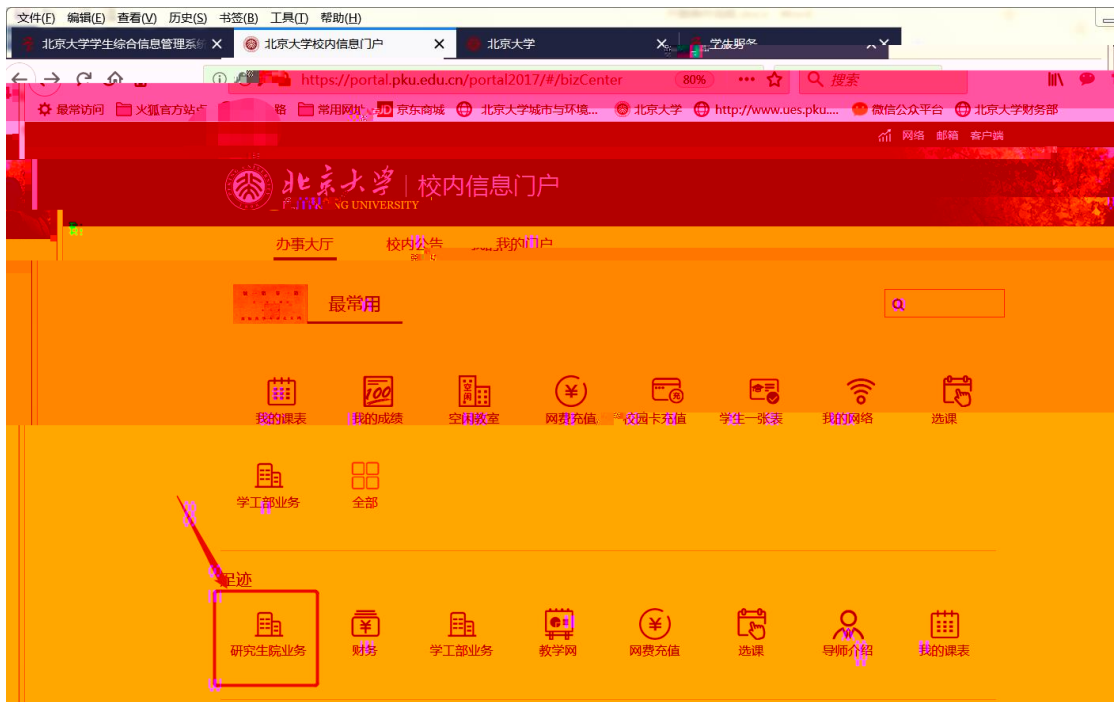 文件(F) 编辑(E) 查看(V) 历史(S) 书签(B) 工具(T) 帮助(H)
北京大学学生综合信息管理系统 × 北京大学校内信息门户 × 北京大学 ×
https://portal.pku.edu.cn/portal2017/#/bizCenter 80% 搜索
最常访问 火狐官方站点 常用网址 JD 京东商城 北京大学城市与环境... 北京大学 http://www.ues.pku.... 微信公众平台 北京大学财务部
网络 邮箱 客户端
北京大学 校内信息门户
NG UNIVERSITY
办事大厅 校内公告 我的门户
最常用
100 空闲
我的课表 我的成绩 空闲教室 网费充值 校园卡充值 学生一张表 我的网络 选课
学工部业务 全部
足迹
研究生院业务 财务 学工部业务 教学网 网费充值 选课 导师介绍 我的课表